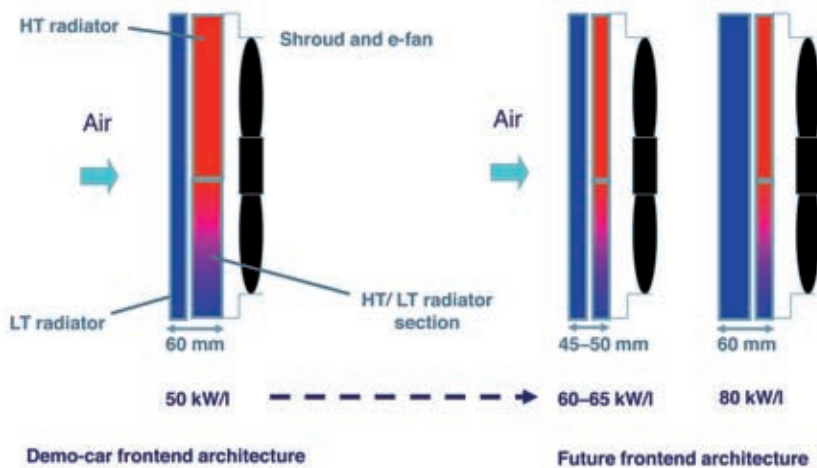 HT radiator
Shroud and e-fan
Air
Air
LT radiator
HT/ LT radiator
section
60 mm
45–50 mm
60 mm
50 kW/l
60–65 kW/l
80 kW/l
Demo-car frontend architecture
Future frontend architecture